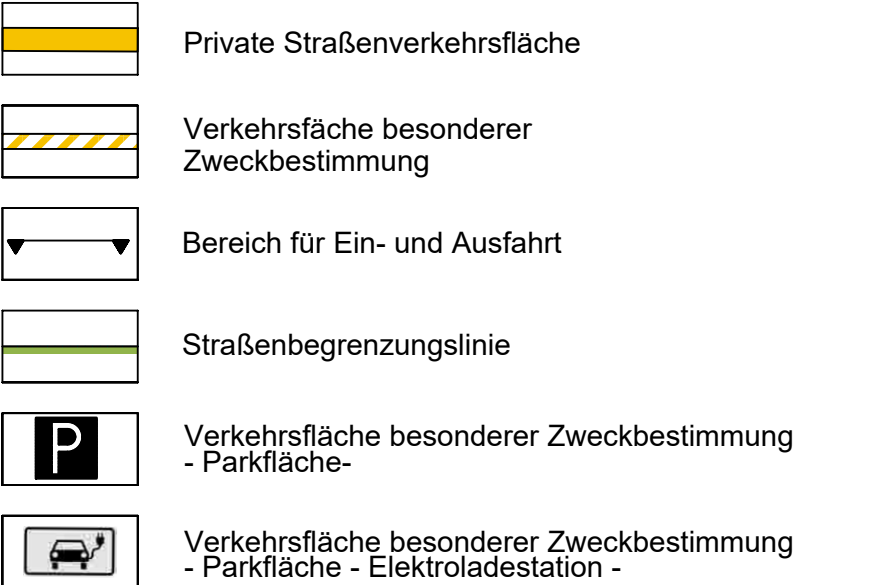 Private Straßenverkehrsfläche
Verkehrsfäche besonderer
Zweckbestimmung
Bereich für Ein- und Ausfahrt
Straßenbegrenzungslinie
P
Verkehrsfläche besonderer Zweckbestimmung
- Parkfläche-
Verkehrsfläche besonderer Zweckbestimmung
- Parkfläche - Elektroladestation -